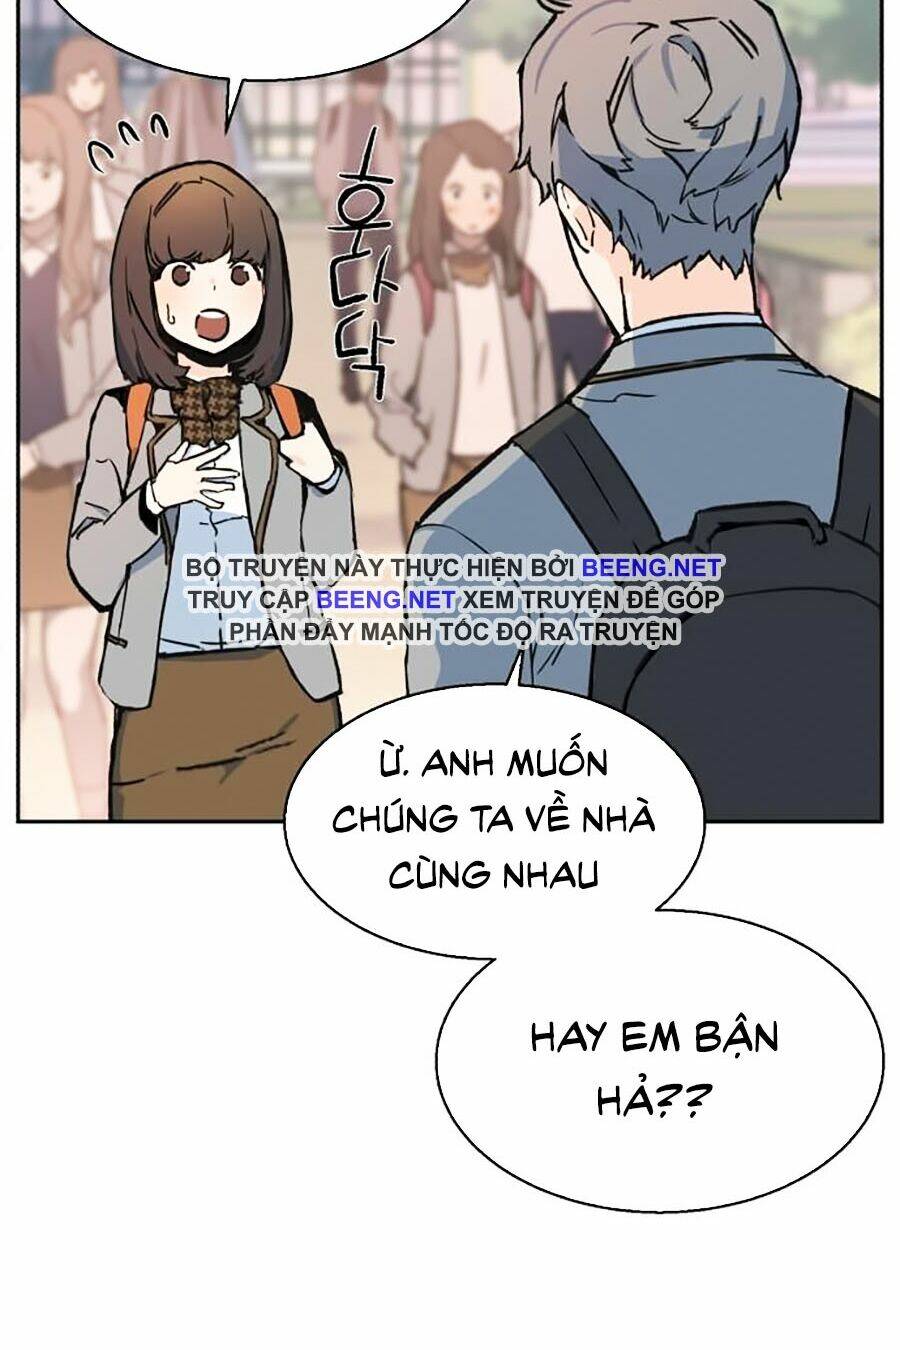 후다닥
BỘ TRUYỆN NÀY THỰC HIỆN BỞI BEENG.NET
TRUY CẬP BEENG.NET XEM TRUYỆN ĐỂ GÓP
PHẦN ĐẨY MẠNH TỐC ĐỘ RA TRUYỆN
Ừ. ANH MUỐN
CHÚNG TA VỀ NHÀ
CÙNG NHAU
HAY EM BẬN
HẢ??